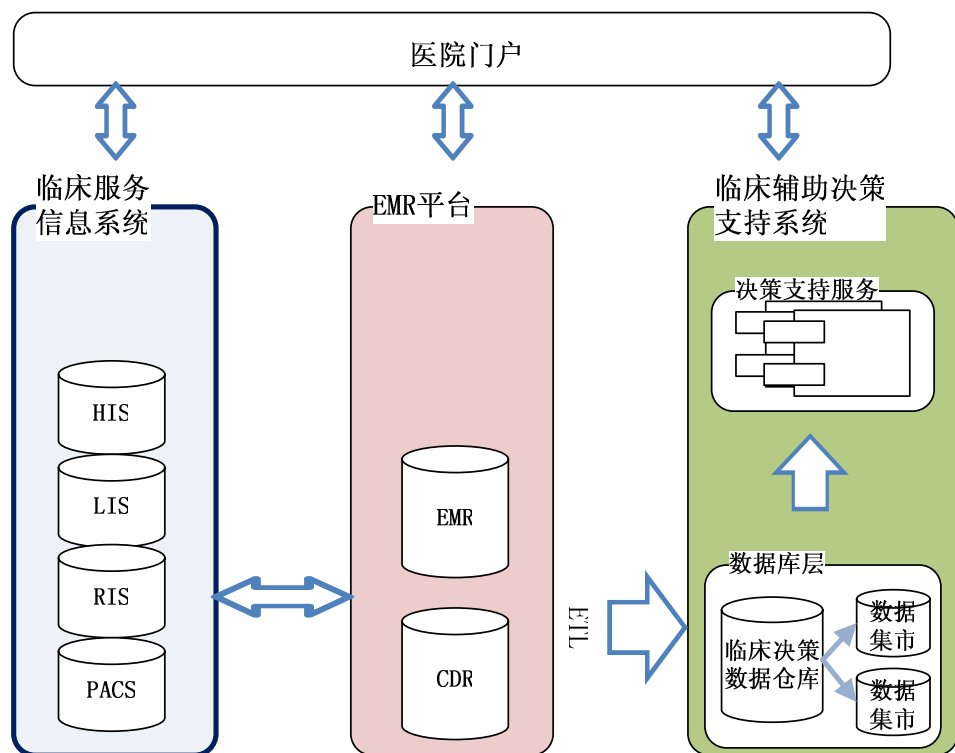 医院门户
临床服务
信息系统
HIS
LIS
RIS
PACS
EMR平台
EMR
CDR
ETL
临床辅助决策
支持系统
决策支持服务
数据库层
临床决策
数据仓库
数据
集市
数据
集市